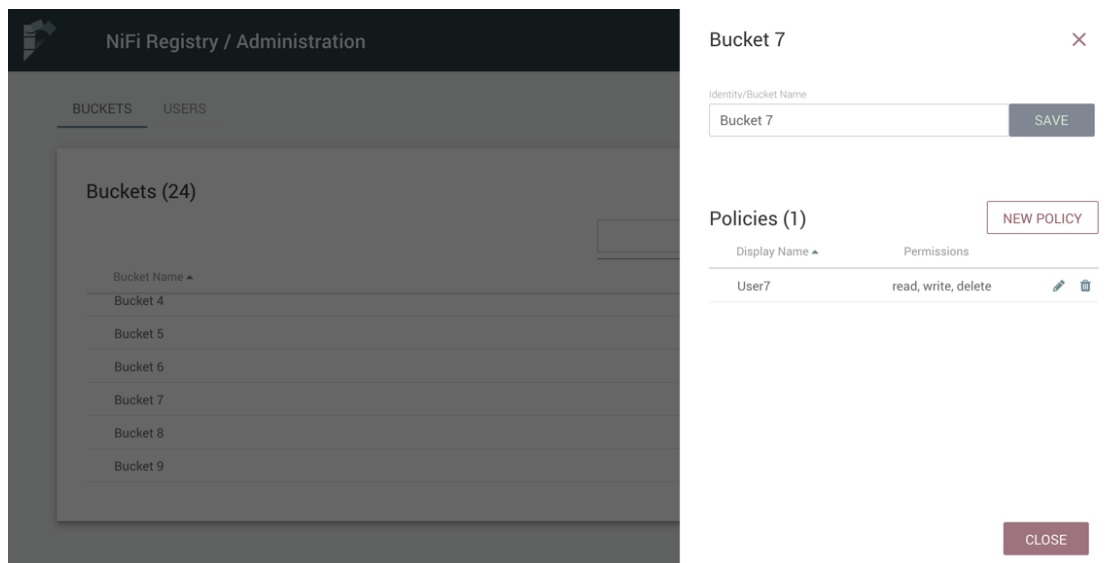 NiFi Registry / Administration
BUCKETS USERS
Buckets (24)
Bucket Name
Bucket 4
Bucket 5
Bucket 6
Bucket 7
Bucket 8
Bucket 9
Bucket 7
Identity/Bucket Name
Bucket 7 SAVE
Policies (1) NEW POLICY
Display Name Permissions
User7 read, write, delete
CLOSE